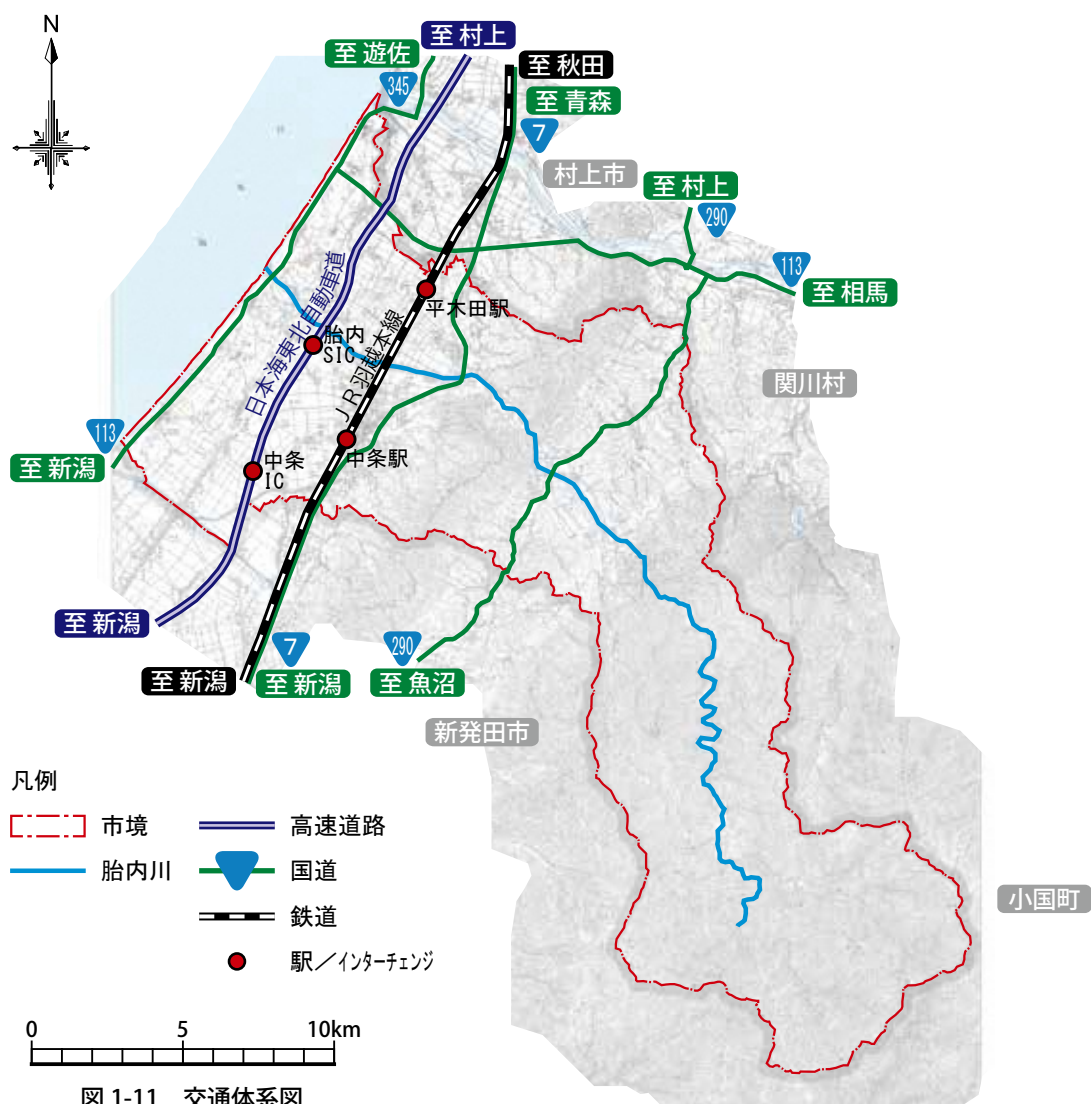 N
至 村上
至 遊佐
345
至 秋田
至 青森
7
村上市
至 村上
290
113
至 相馬
平木田駅
日本海東北自動車道
胎内
SIC
JR羽越本線
関川村
113
至 新潟
中条駅
中条
IC
至 新潟
7
290
至 新潟
至 新潟
至 魚沼
新発田市
凡例
市境
高速道路
胎内川
国道
鉄道
駅／インターチェンジ
小国町
0 5 10km
図 1-11 交通体系図